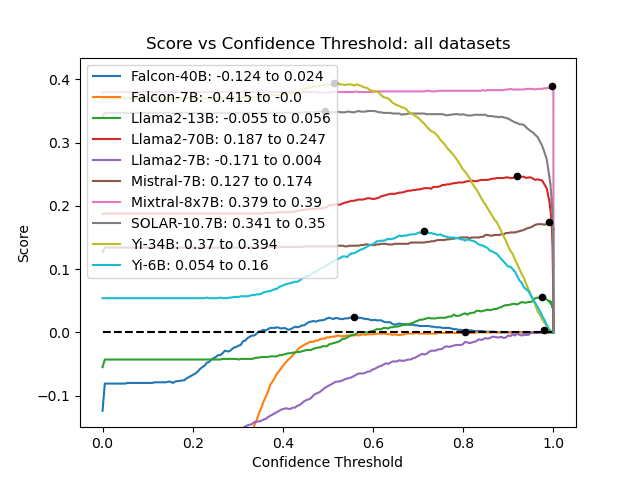 Score vs Confidence Threshold: all datasets
Falcon-40B: -0.124 to 0.024
Falcon-7B: -0.415 to -0.0
Llama2-13B: -0.055 to 0.056
Llama2-70B: 0.187 to 0.247
Llama2-7B: -0.171 to 0.004
Mistral-7B: 0.127 to 0.174
Mixtral-8x7B: 0.379 to 0.39
SOLAR-10.7B: 0.341 to 0.35
Yi-34B: 0.37 to 0.394
Yi-6B: 0.054 to 0.16
Score
0.4
0.3
0.2
0.1
0.0
−0.1
0.0 0.2 0.4 0.6 0.8 1.0
Confidence Threshold